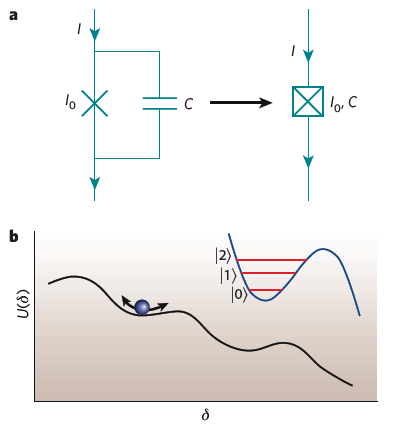 a
I
I₀
C
I
I₀, C
b
U(δ)
|2⟩
|1⟩
|0⟩
δ